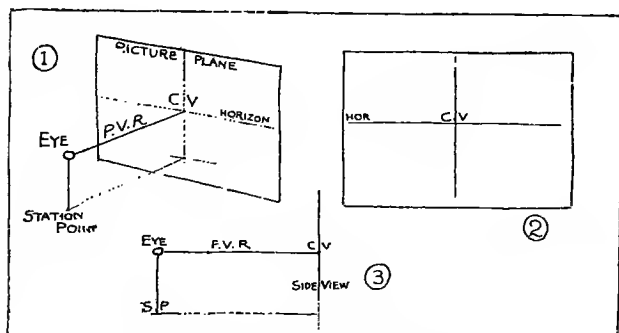 ①
PICTURE PLANE
C V
HORIZON
P.V.R.
EYE
STATION
POINT
HOR C V
②
EYE P.V.R. C V
③
SIDE VIEW
S P